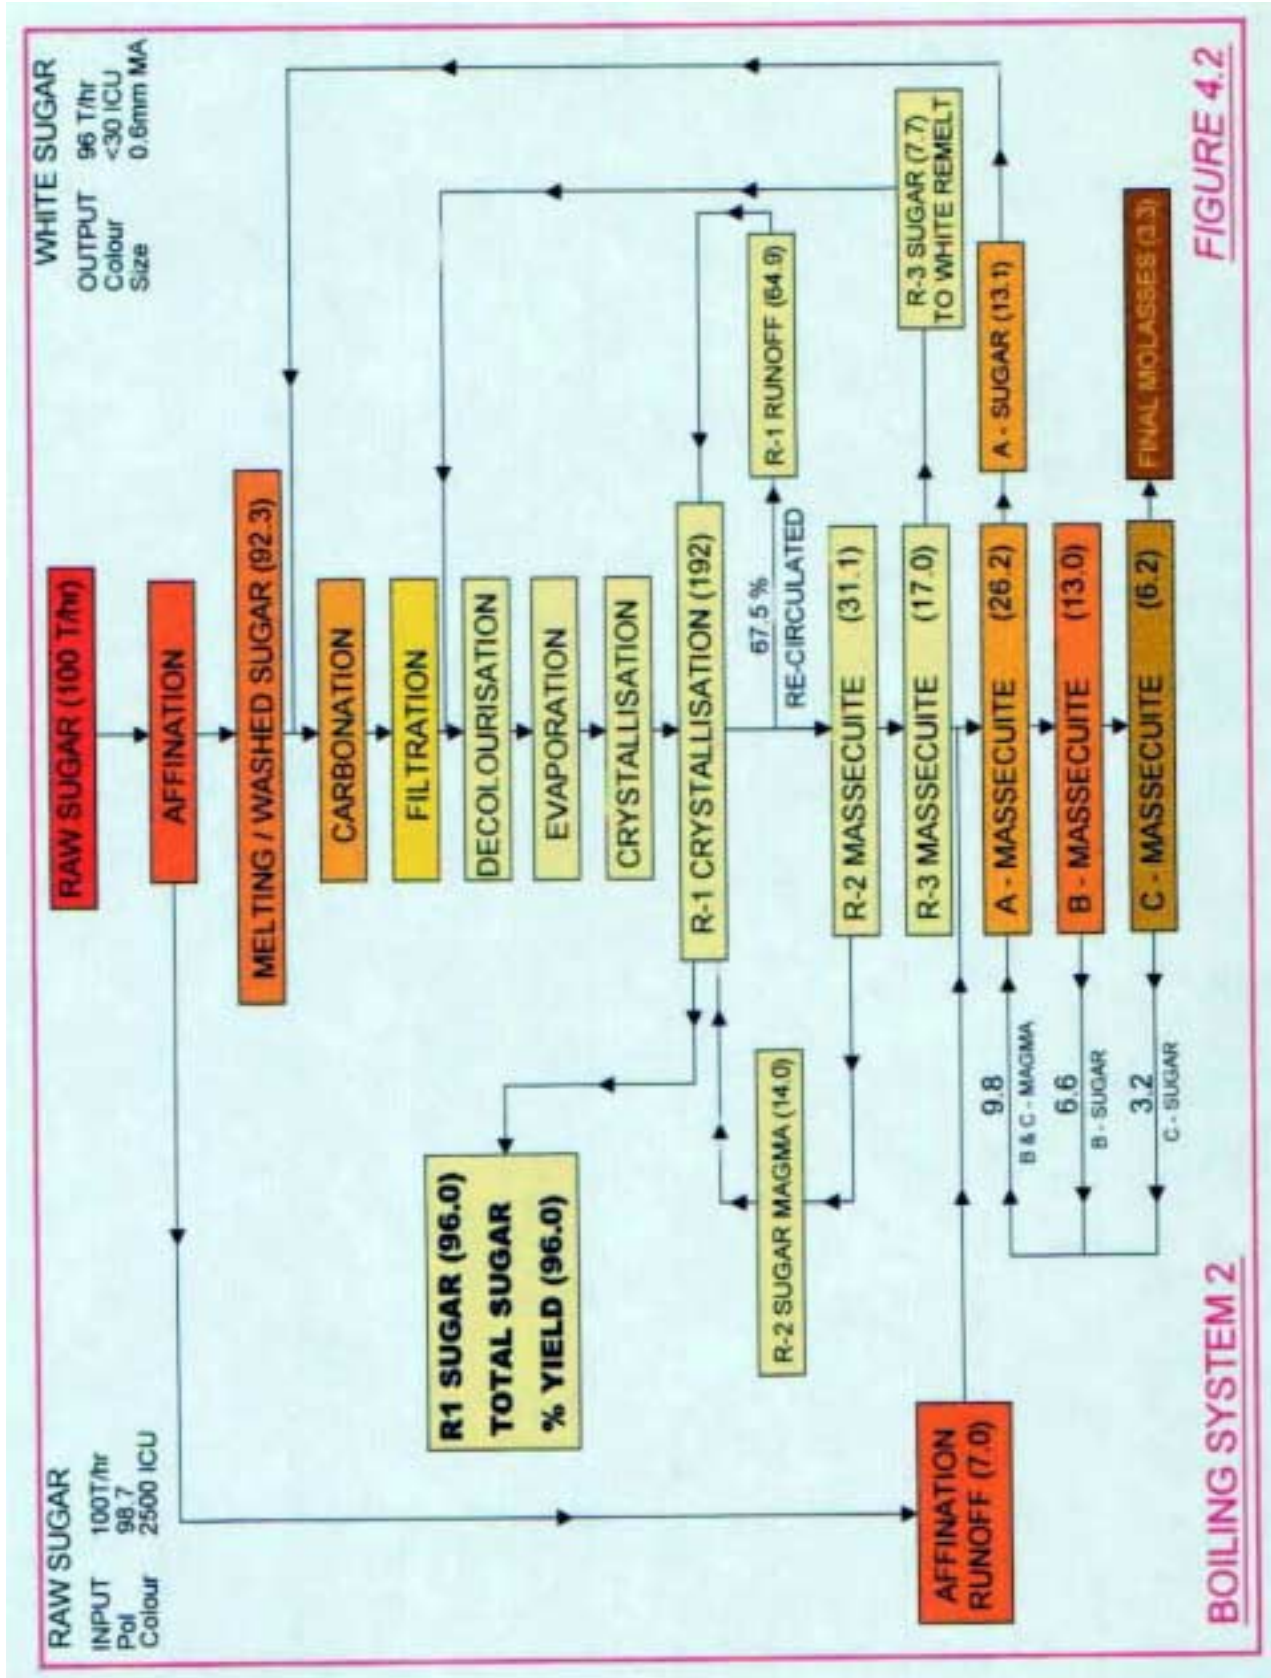 RAW SUGAR
INPUT 100T/hr
Pol 98.7
Colour 2500 ICU
WHITE SUGAR
OUTPUT 96 T/hr
Colour <30 ICU
Size 0.6mm MA
RAW SUGAR (100 T/hr)
AFFINATION
MELTING / WASHED SUGAR (92.3)
CARBONATION
FILTRATION
DECOLOURISATION
EVAPORATION
CRYSTALLISATION
R-1 CRYSTALLISATION (192)
R1 SUGAR (96.0)
TOTAL SUGAR
% YIELD (96.0)
67.5 %
RE-CIRCULATED
R-1 RUNOFF (64.9)
R-2 SUGAR MAGMA (14.0)
R-2 MASSECUITE (31.1)
R-3 MASSECUITE (17.0)
R-3 SUGAR (7.7)
TO WHITE REMELT
AFFINATION
RUNOFF (7.0)
A - MASSECUITE (26.2)
A - SUGAR (13.1)
9.8
B & C - MAGMA
B - MASSECUITE (13.0)
6.6
B - SUGAR
C - MASSECUITE (6.2)
3.2
C - SUGAR
FINAL MOLASSES (3.3)
BOILING SYSTEM 2
FIGURE 4.2